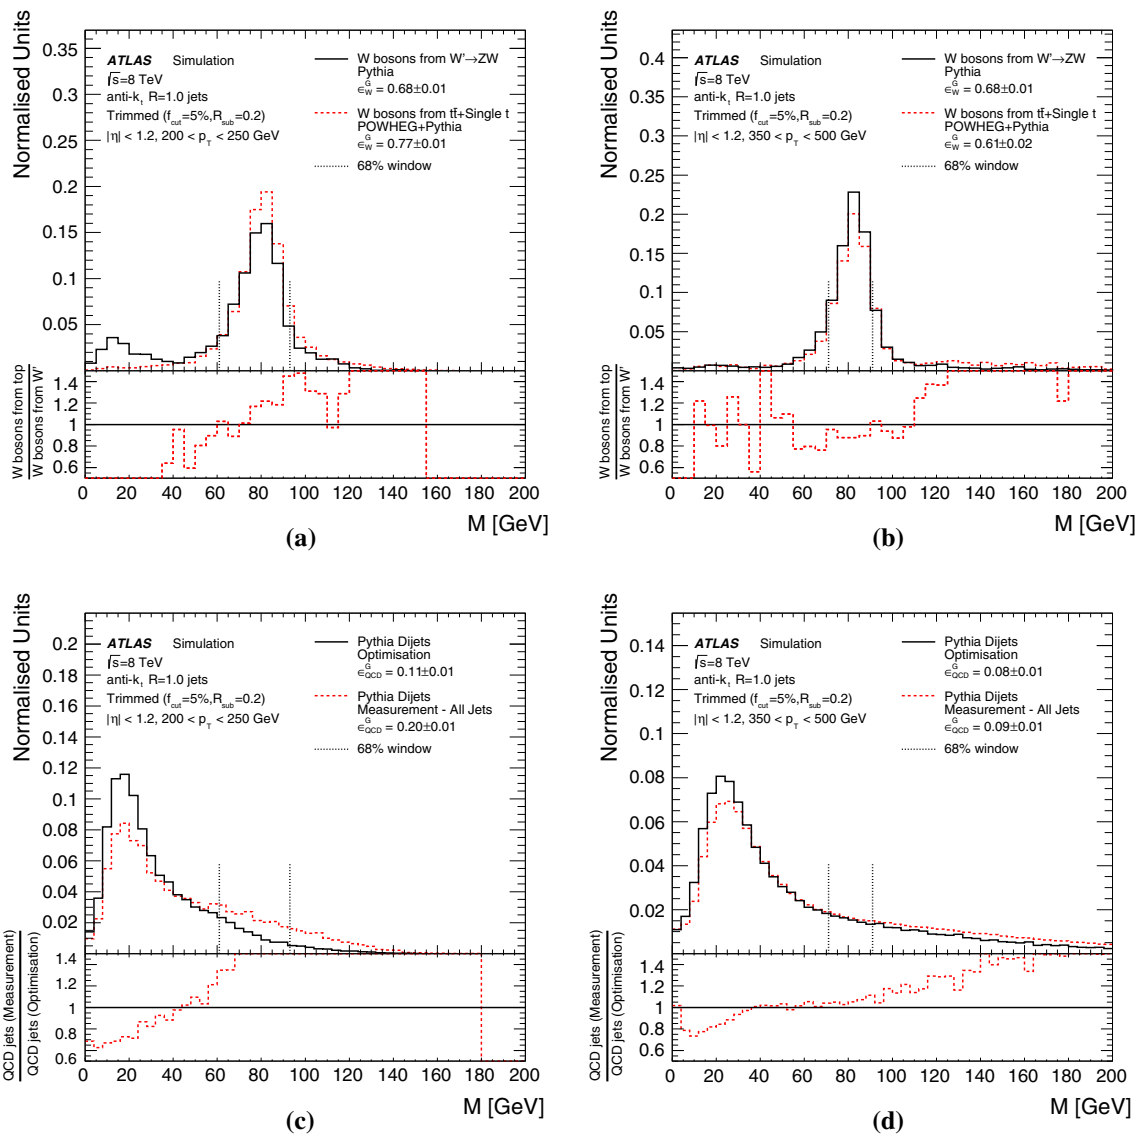 Normalised Units
0.35
0.3
0.25
0.2
0.15
0.1
0.05
ATLAS Simulation
√s=8 TeV
anti-kₜ R=1.0 jets
Trimmed (f_cut=5%,R_sub=0.2)
|η| < 1.2, 200 < p_T < 250 GeV
W bosons from W'→ZW
Pythia
ϵ^G_W = 0.68±0.01
W bosons from tt̄+Single t
POWHEG+Pythia
ϵ^G_W = 0.77±0.01
68% window
W bosons from top
W bosons from W'
1.4
1.2
1
0.8
0.6
0 20 40 60 80 100 120 140 160 180 200
M [GeV]
(a)
Normalised Units
0.4
0.35
0.3
0.25
0.2
0.15
0.1
0.05
ATLAS Simulation
√s=8 TeV
anti-kₜ R=1.0 jets
Trimmed (f_cut=5%,R_sub=0.2)
|η| < 1.2, 350 < p_T < 500 GeV
W bosons from W'→ZW
Pythia
ϵ^G_W = 0.68±0.01
W bosons from tt̄+Single t
POWHEG+Pythia
ϵ^G_W = 0.61±0.02
68% window
W bosons from top
W bosons from W'
1.4
1.2
1
0.8
0.6
0 20 40 60 80 100 120 140 160 180 200
M [GeV]
(b)
Normalised Units
0.2
0.18
0.16
0.14
0.12
0.1
0.08
0.06
0.04
0.02
ATLAS Simulation
√s=8 TeV
anti-kₜ R=1.0 jets
Trimmed (f_cut=5%,R_sub=0.2)
|η| < 1.2, 200 < p_T < 250 GeV
Pythia Dijets
Optimisation
ϵ^G_QCD = 0.11±0.01
Pythia Dijets
Measurement - All Jets
ϵ^G_QCD = 0.20±0.01
68% window
QCD jets (Measurement)
QCD jets (Optimisation)
1.4
1.2
1
0.8
0.6
0 20 40 60 80 100 120 140 160 180 200
M [GeV]
(c)
Normalised Units
0.14
0.12
0.1
0.08
0.06
0.04
0.02
ATLAS Simulation
√s=8 TeV
anti-kₜ R=1.0 jets
Trimmed (f_cut=5%,R_sub=0.2)
|η| < 1.2, 350 < p_T < 500 GeV
Pythia Dijets
Optimisation
ϵ^G_QCD = 0.08±0.01
Pythia Dijets
Measurement - All Jets
ϵ^G_QCD = 0.09±0.01
68% window
QCD jets (Measurement)
QCD jets (Optimisation)
1.4
1.2
1
0.8
0.6
0 20 40 60 80 100 120 140 160 180 200
M [GeV]
(d)